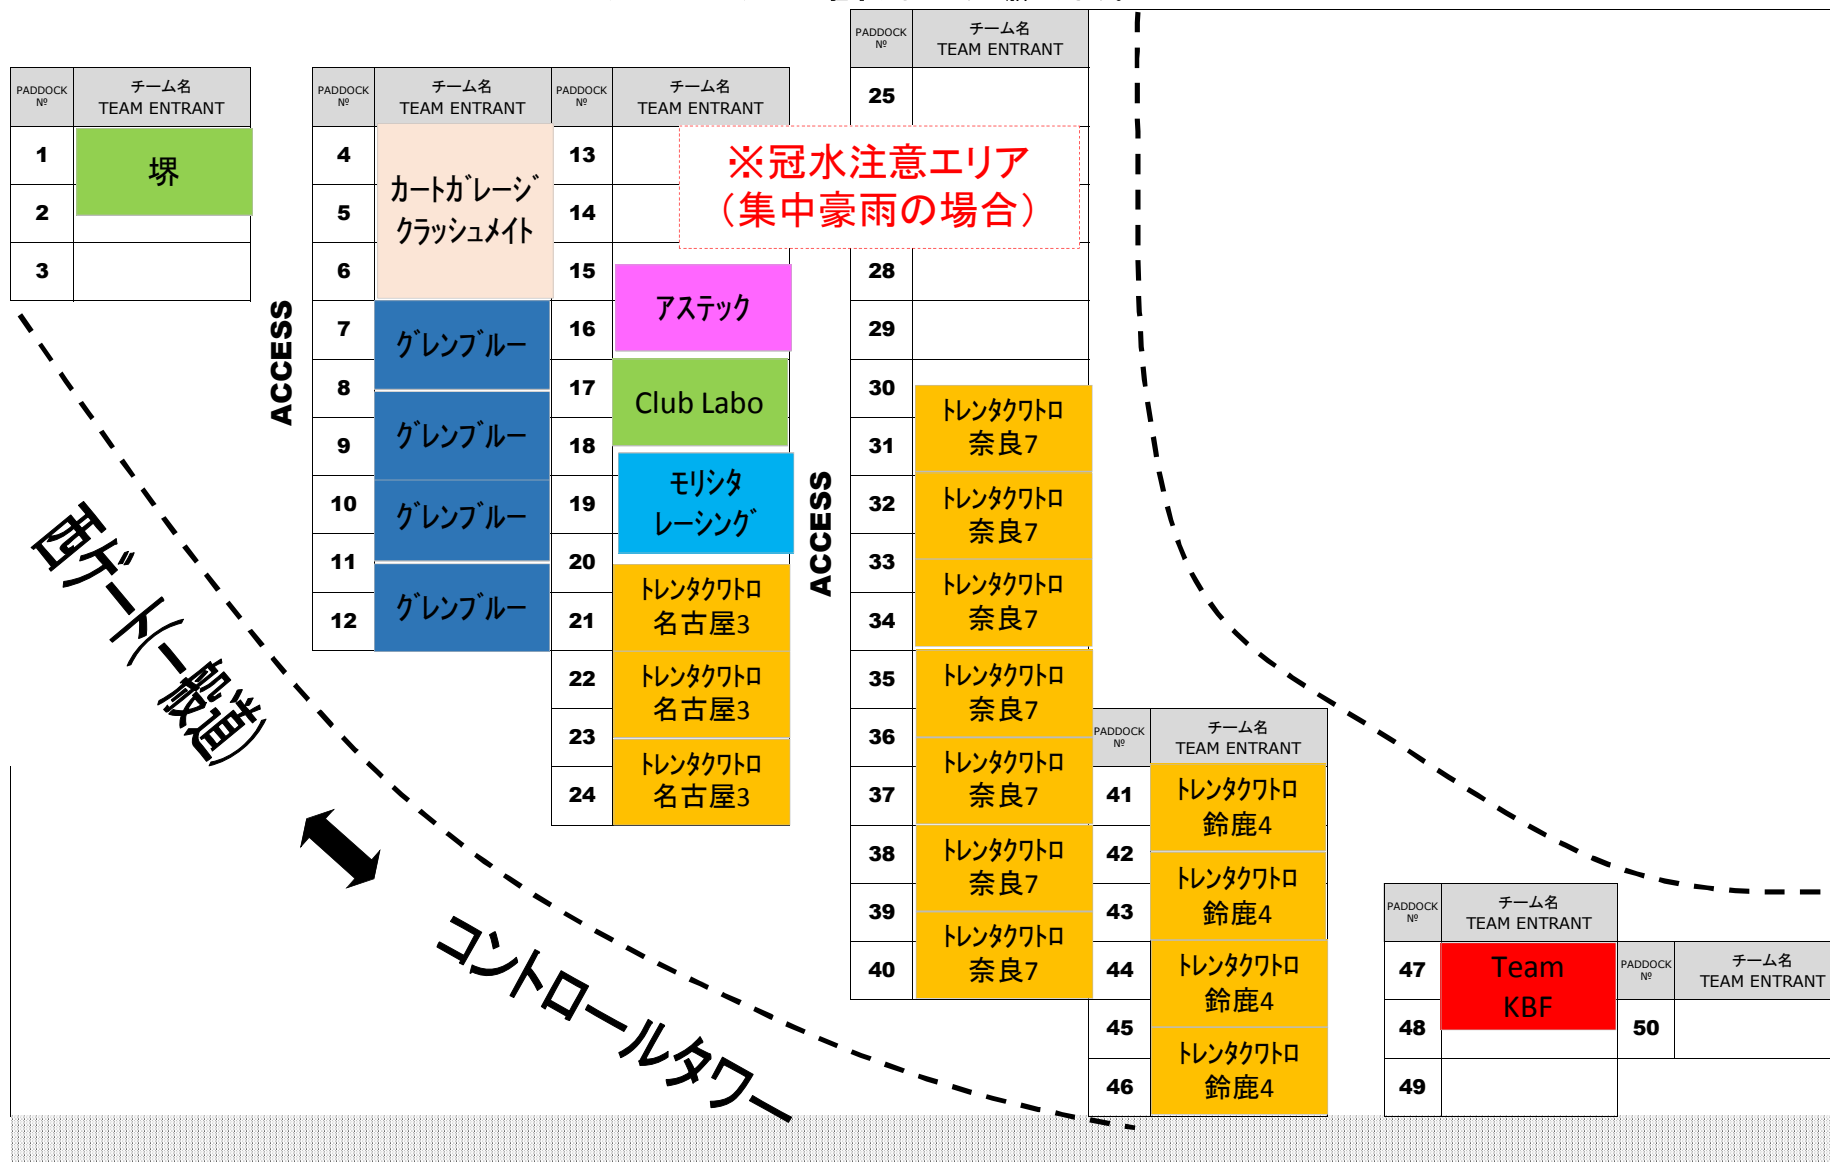 PADDOCK
Nº
チーム名
TEAM ENTRANT
1
堺
2
3
ACCESS
PADDOCK
Nº
チーム名
TEAM ENTRANT
4
5
6
カートガレージ
クラッシュメイト
7
グレンブルー
8
9
グレンブルー
10
グレンブルー
11
12
グレンブルー
PADDOCK
Nº
チーム名
TEAM ENTRANT
13
14
15
16
アステック
17
Club Labo
18
19
モリシタ
レーシング
20
21
トレンタクワトロ
名古屋3
22
トレンタクワトロ
名古屋3
23
24
トレンタクワトロ
名古屋3
ACCESS
PADDOCK
Nº
チーム名
TEAM ENTRANT
25
※冠水注意エリア
（集中豪雨の場合）
28
29
30
31
トレンタクワトロ
奈良7
32
トレンタクワトロ
奈良7
33
34
トレンタクワトロ
奈良7
35
トレンタクワトロ
奈良7
36
37
トレンタクワトロ
奈良7
38
トレンタクワトロ
奈良7
39
40
トレンタクワトロ
奈良7
PADDOCK
Nº
チーム名
TEAM ENTRANT
41
トレンタクワトロ
鈴鹿4
42
43
トレンタクワトロ
鈴鹿4
44
トレンタクワトロ
鈴鹿4
45
46
トレンタクワトロ
鈴鹿4
PADDOCK
Nº
チーム名
TEAM ENTRANT
47
48
Team
KBF
49
PADDOCK
Nº
チーム名
TEAM ENTRANT
50
西ゲート(一般道)
コントロールタワー